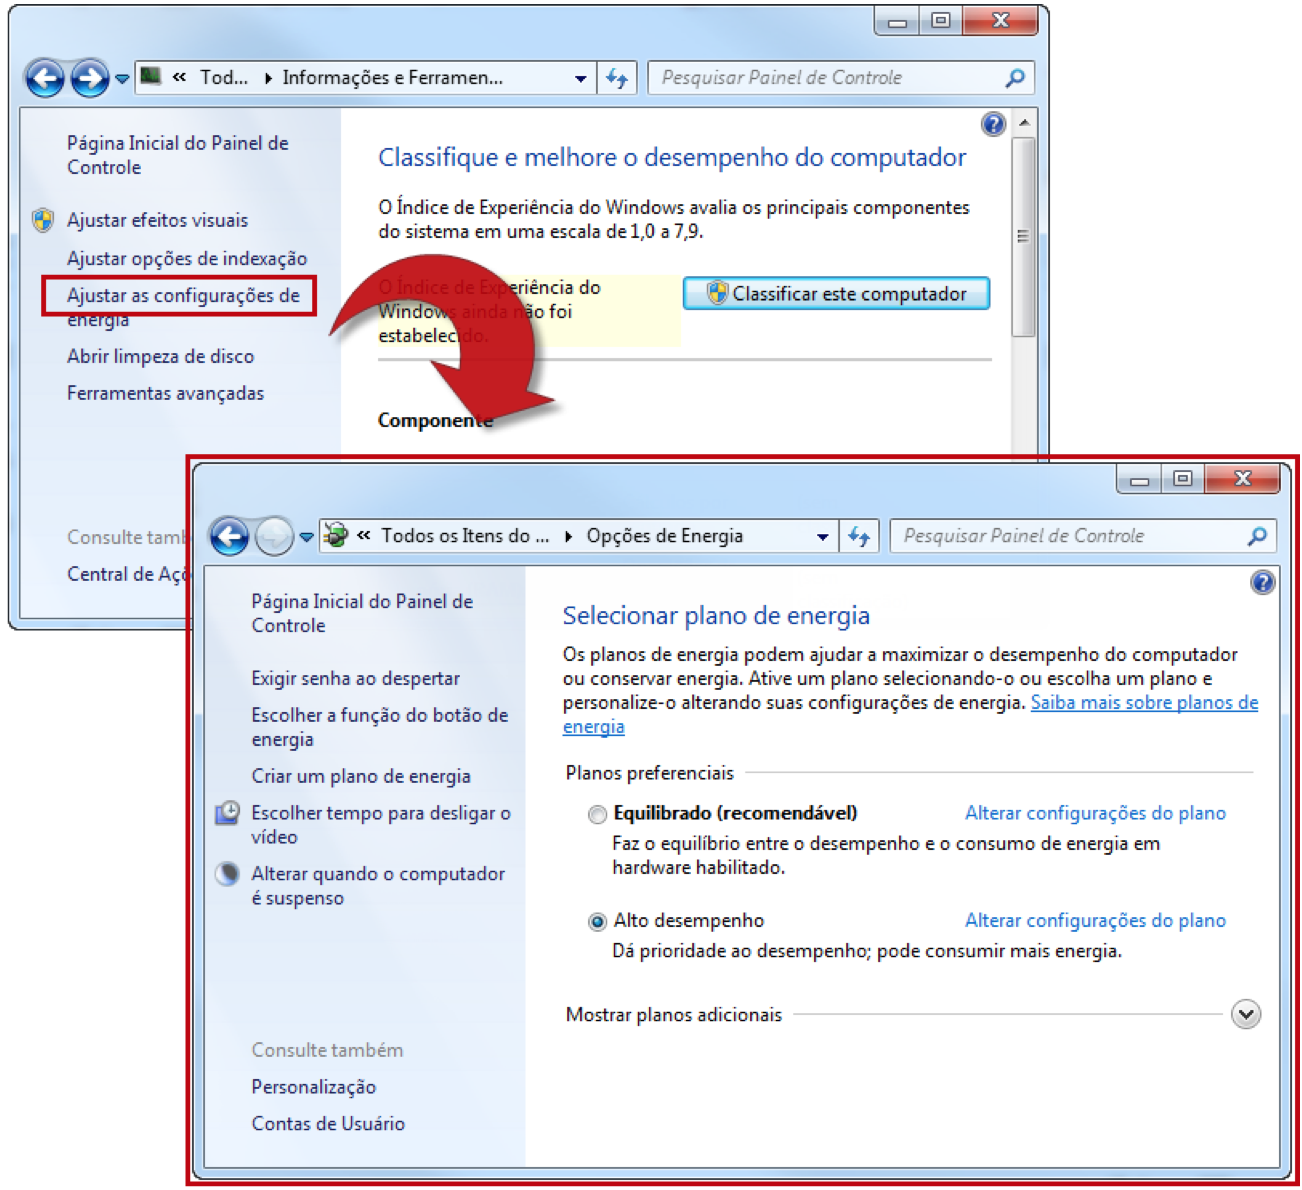 « Tod... Informações e Ferramen... Pesquisar Painel de Controle
Página Inicial do Painel de
Controle
Ajustar efeitos visuais
Ajustar opções de indexação
Ajustar as configurações de
energia
Abrir limpeza de disco
Ferramentas avançadas
Consulte tamb
Central de Açõ
Classifique e melhore o desempenho do computador
O Índice de Experiência do Windows avalia os principais componentes
do sistema em uma escala de 1,0 a 7,9.
O Índice de Experiência do
Windows ainda não foi
estabelecido.
Classificar este computador
Componente
« Todos os Itens do ... Opções de Energia Pesquisar Painel de Controle
Página Inicial do Painel de
Controle
Exigir senha ao despertar
Escolher a função do botão de
energia
Criar um plano de energia
Escolher tempo para desligar o
vídeo
Alterar quando o computador
é suspenso
Consulte também
Personalização
Contas de Usuário
Selecionar plano de energia
Os planos de energia podem ajudar a maximizar o desempenho do computador
ou conservar energia. Ative um plano selecionando-o ou escolha um plano e
personalize-o alterando suas configurações de energia. Saiba mais sobre planos de
energia
Planos preferenciais
Equilibrado (recomendável) Alterar configurações do plano
Faz o equilíbrio entre o desempenho e o consumo de energia em
hardware habilitado.
Alto desempenho Alterar configurações do plano
Dá prioridade ao desempenho; pode consumir mais energia.
Mostrar planos adicionais